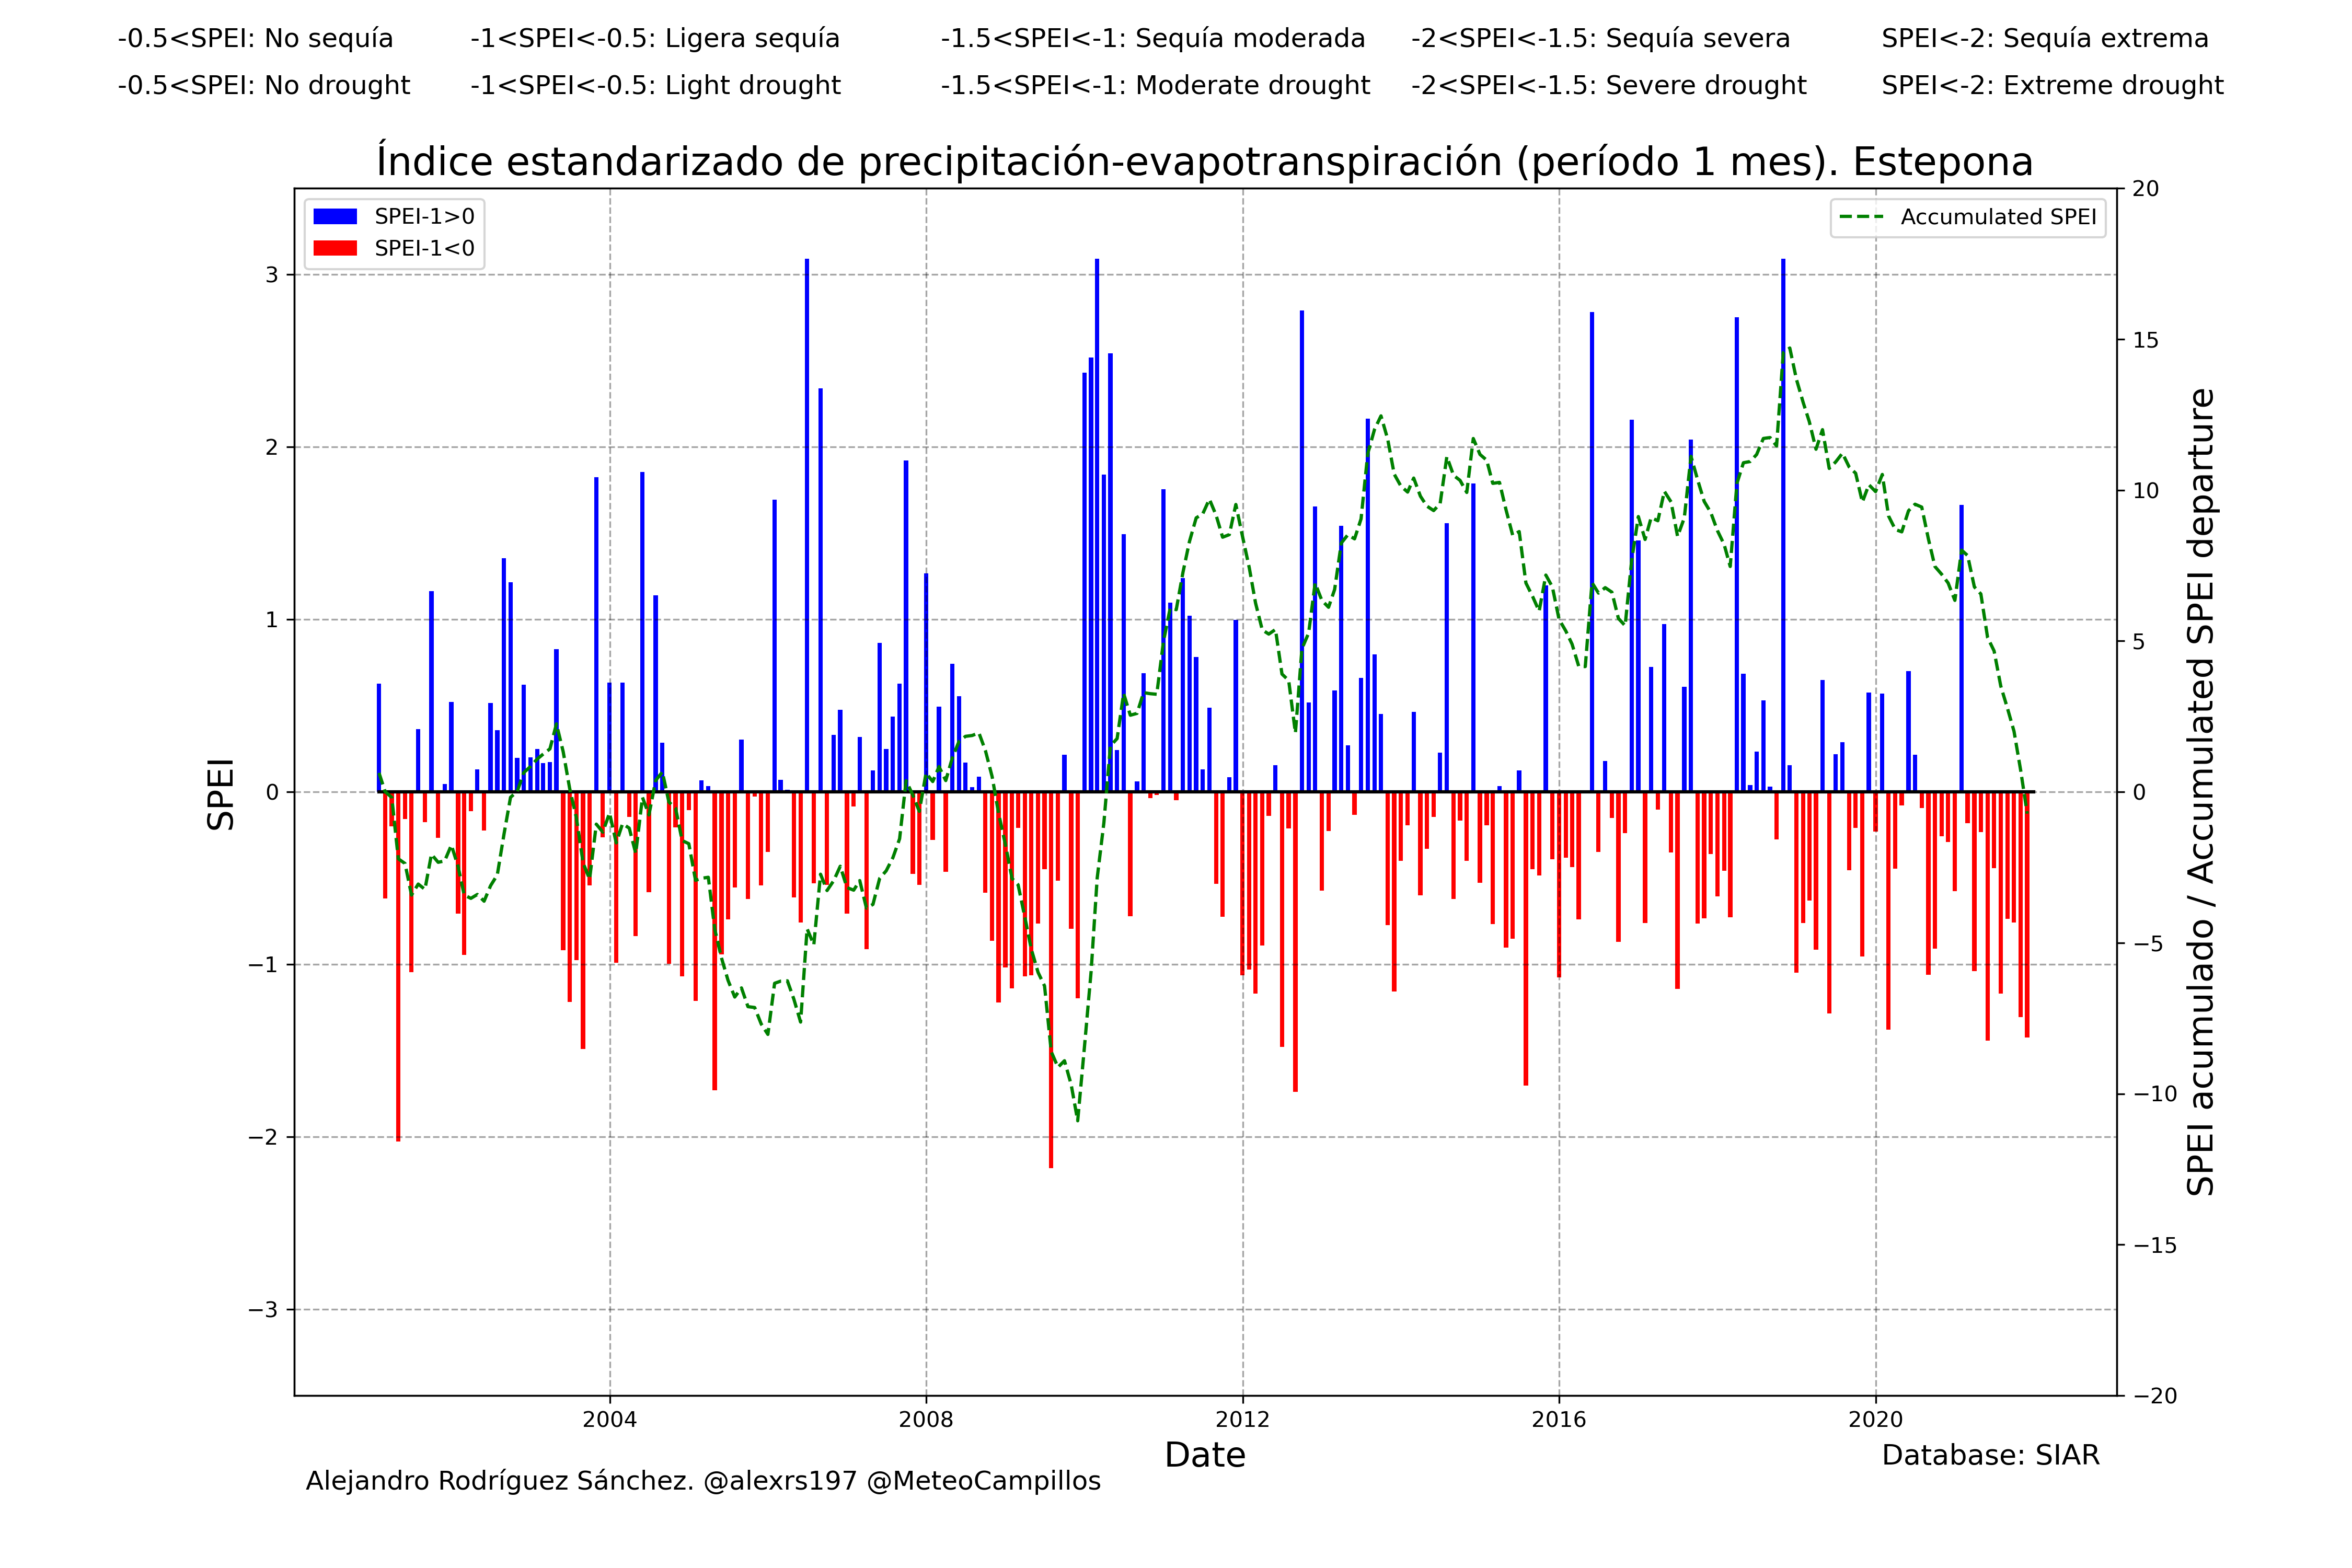 -0.5<SPEI: No sequía -1<SPEI<-0.5: Ligera sequía -1.5<SPEI<-1: Sequía moderada -2<SPEI<-1.5: Sequía severa SPEI<-2: Sequía extrema
-0.5<SPEI: No drought -1<SPEI<-0.5: Light drought -1.5<SPEI<-1: Moderate drought -2<SPEI<-1.5: Severe drought SPEI<-2: Extreme drought
Índice estandarizado de precipitación-evapotranspiración (período 1 mes). Estepona
SPEI-1>0
SPEI-1<0
Accumulated SPEI
SPEI
3
2
1
0
−1
−2
−3
20
15
10
5
0
−5
−10
−15
−20
SPEI acumulado / Accumulated SPEI departure
2004 2008 2012 2016 2020
Date
Database: SIAR
Alejandro Rodríguez Sánchez. @alexrs197 @MeteoCampillos